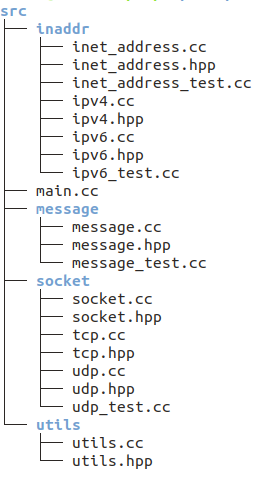 src
inaddr
inet_address.cc
inet_address.hpp
inet_address_test.cc
ipv4.cc
ipv4.hpp
ipv6.cc
ipv6.hpp
ipv6_test.cc
main.cc
message
message.cc
message.hpp
message_test.cc
socket
socket.cc
socket.hpp
tcp.cc
tcp.hpp
udp.cc
udp.hpp
udp_test.cc
utils
utils.cc
utils.hpp